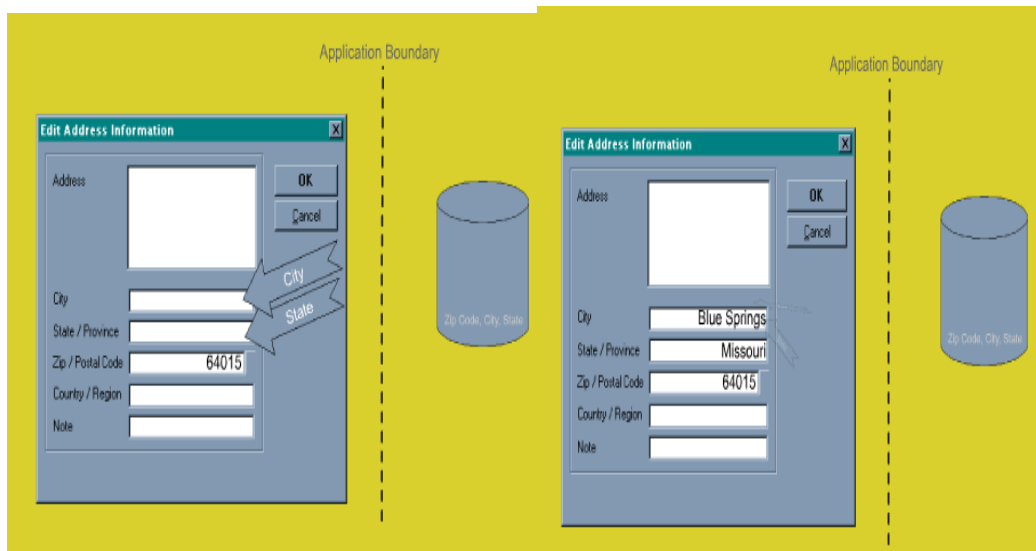 Application Boundary
Edit Address Information
X
Address
OK
Cancel
City
State
City
State / Province
Zip / Postal Code
64015
Country / Region
Note
Zip Code, City, State
Application Boundary
Edit Address Information
X
Address
OK
Cancel
City
Blue Springs
State / Province
Missouri
Zip / Postal Code
64015
Country / Region
Note
Zip Code, City, State